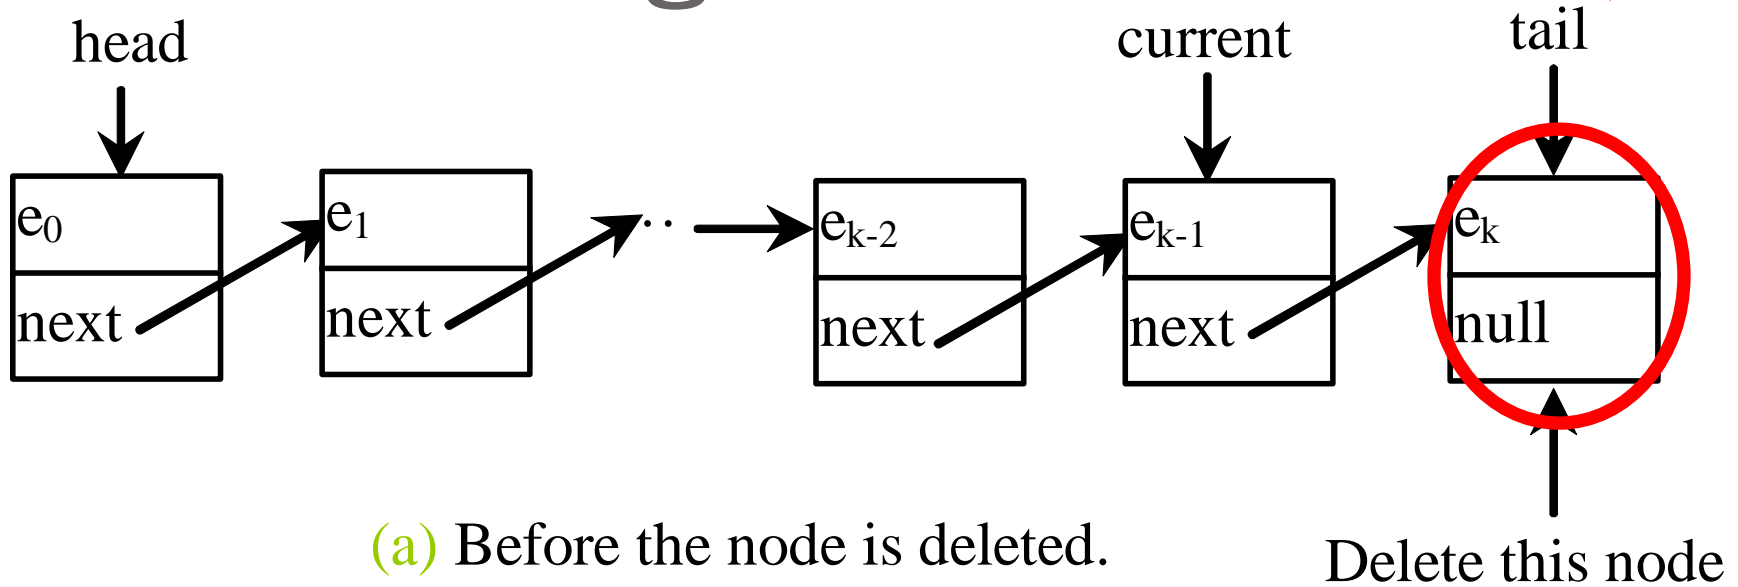 head
current
tail
e₀
e₁
..
eₖ₋₂
eₖ₋₁
eₖ
next
next
next
next
null
(a) Before the node is deleted.
Delete this node